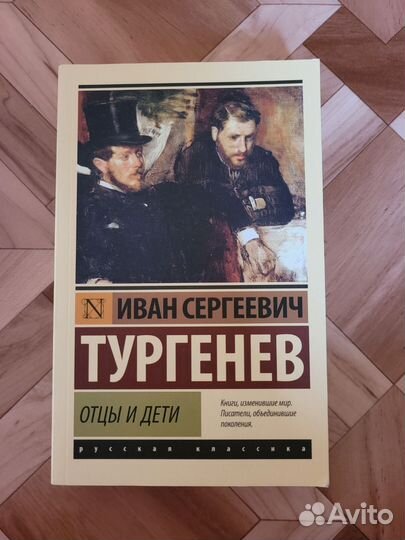 N ИВАН СЕРГЕЕВИЧ
ТУРГЕНЕВ
ОТЦЫ И ДЕТИ
Книги, изменившие мир.
Писатели, объединившие
поколения.
русская классика
Avito